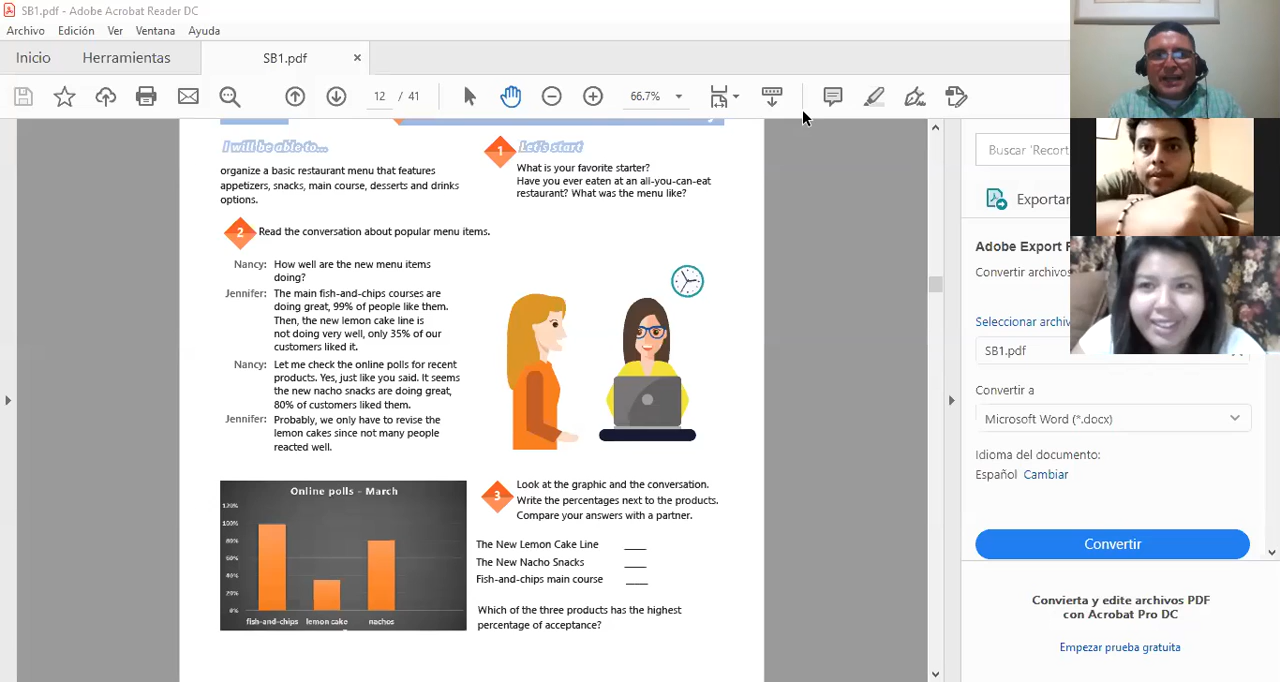 SB1.pdf - Adobe Acrobat Reader DC
Archivo Edición Ver Ventana Ayuda
Inicio Herramientas SB1.pdf ×
12 / 41 66.7%
I will be able to...
organize a basic restaurant menu that features
appetizers, snacks, main course, desserts and drinks
options.
1 Let's start
What is your favorite starter?
Have you ever eaten at an all-you-can-eat
restaurant? What was the menu like?
2 Read the conversation about popular menu items.
Nancy: How well are the new menu items
doing?
Jennifer: The main fish-and-chips courses are
doing great, 99% of people like them.
Then, the new lemon cake line is
not doing very well, only 35% of our
customers liked it.
Nancy: Let me check the online polls for recent
products. Yes, just like you said. It seems
the new nacho snacks are doing great,
80% of customers liked them.
Jennifer: Probably, we only have to revise the
lemon cakes since not many people
reacted well.
Online polls - March
120%
100%
80%
60%
40%
20%
0%
fish-and-chips lemon cake nachos
3 Look at the graphic and the conversation.
Write the percentages next to the products.
Compare your answers with a partner.
The New Lemon Cake Line ____
The New Nacho Snacks ____
Fish-and-chips main course ____
Which of the three products has the highest
percentage of acceptance?
Buscar 'Recort
Exportar
Adobe Export P
Convertir archivos
Seleccionar archiv
SB1.pdf
Convertir a
Microsoft Word (*.docx)
Idioma del documento:
Español Cambiar
Convertir
Convierta y edite archivos PDF
con Acrobat Pro DC
Empezar prueba gratuita